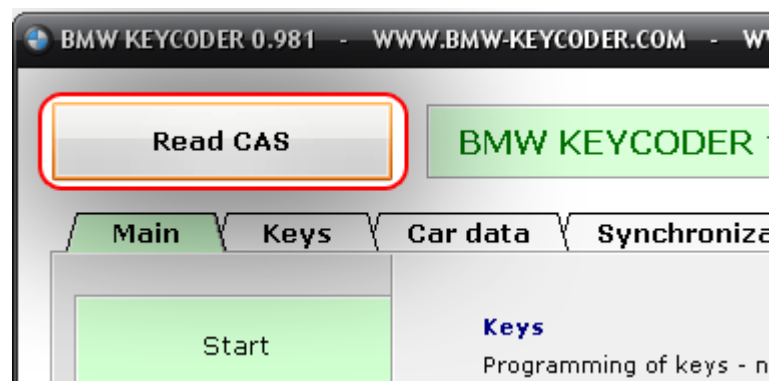 BMW KEYCODER 0.981 - WWW.BMW-KEYCODER.COM -
Read CAS
BMW KEYCODER
Main Keys Car data
Start
Keys
Programming of keys -